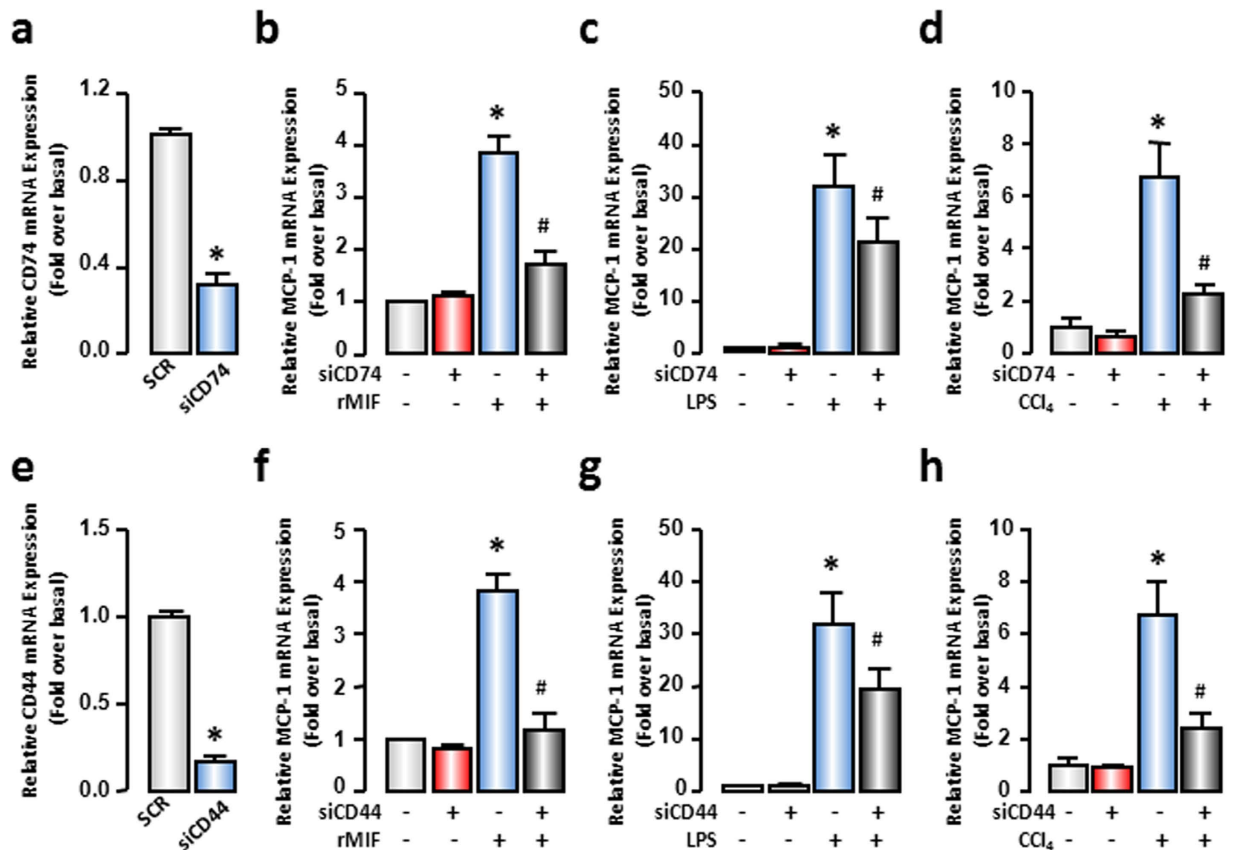 a
Relative CD74 mRNA Expression
(Fold over basal)
1.2
0.8
0.4
0.0
*
SCR
siCD74
b
Relative MCP-1 mRNA Expression
(Fold over basal)
5
4
3
2
1
0
*
#
siCD74 - + - +
rMIF - - + +
c
Relative MCP-1 mRNA Expression
(Fold over basal)
50
40
30
20
10
0
*
#
siCD74 - + - +
LPS - - + +
d
Relative MCP-1 mRNA Expression
(Fold over basal)
10
8
6
4
2
0
*
#
siCD74 - + - +
CCl₄ - - + +
e
Relative CD44 mRNA Expression
(Fold over basal)
1.5
1.0
0.5
0.0
*
SCR
siCD44
f
Relative MCP-1 mRNA Expression
(Fold over basal)
5
4
3
2
1
0
*
#
siCD44 - + - +
rMIF - - + +
g
Relative MCP-1 mRNA Expression
(Fold over basal)
50
40
30
20
10
0
*
#
siCD44 - + - +
LPS - - + +
h
Relative MCP-1 mRNA Expression
(Fold over basal)
10
8
6
4
2
0
*
#
siCD44 - + - +
CCl₄ - - + +